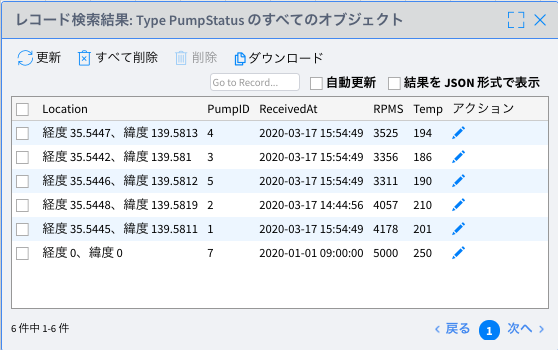 レコード検索結果: Type PumpStatus のすべてのオブジェクト
更新 すべて削除 削除 ダウンロード
Go to Record... 自動更新 結果を JSON 形式で表示
Location PumpID ReceivedAt RPMS Temp アクション
経度 35.5447、緯度 139.5813 4 2020-03-17 15:54:49 3525 194
経度 35.5442、緯度 139.581 3 2020-03-17 15:54:49 3356 186
経度 35.5446、緯度 139.5812 5 2020-03-17 15:54:49 3311 190
経度 35.5448、緯度 139.5819 2 2020-03-17 14:44:56 4057 210
経度 35.5445、緯度 139.5811 1 2020-03-17 15:54:49 4178 201
経度 0、緯度 0 7 2020-01-01 09:00:00 5000 250
6 件中 1-6 件 戻る 1 次へ